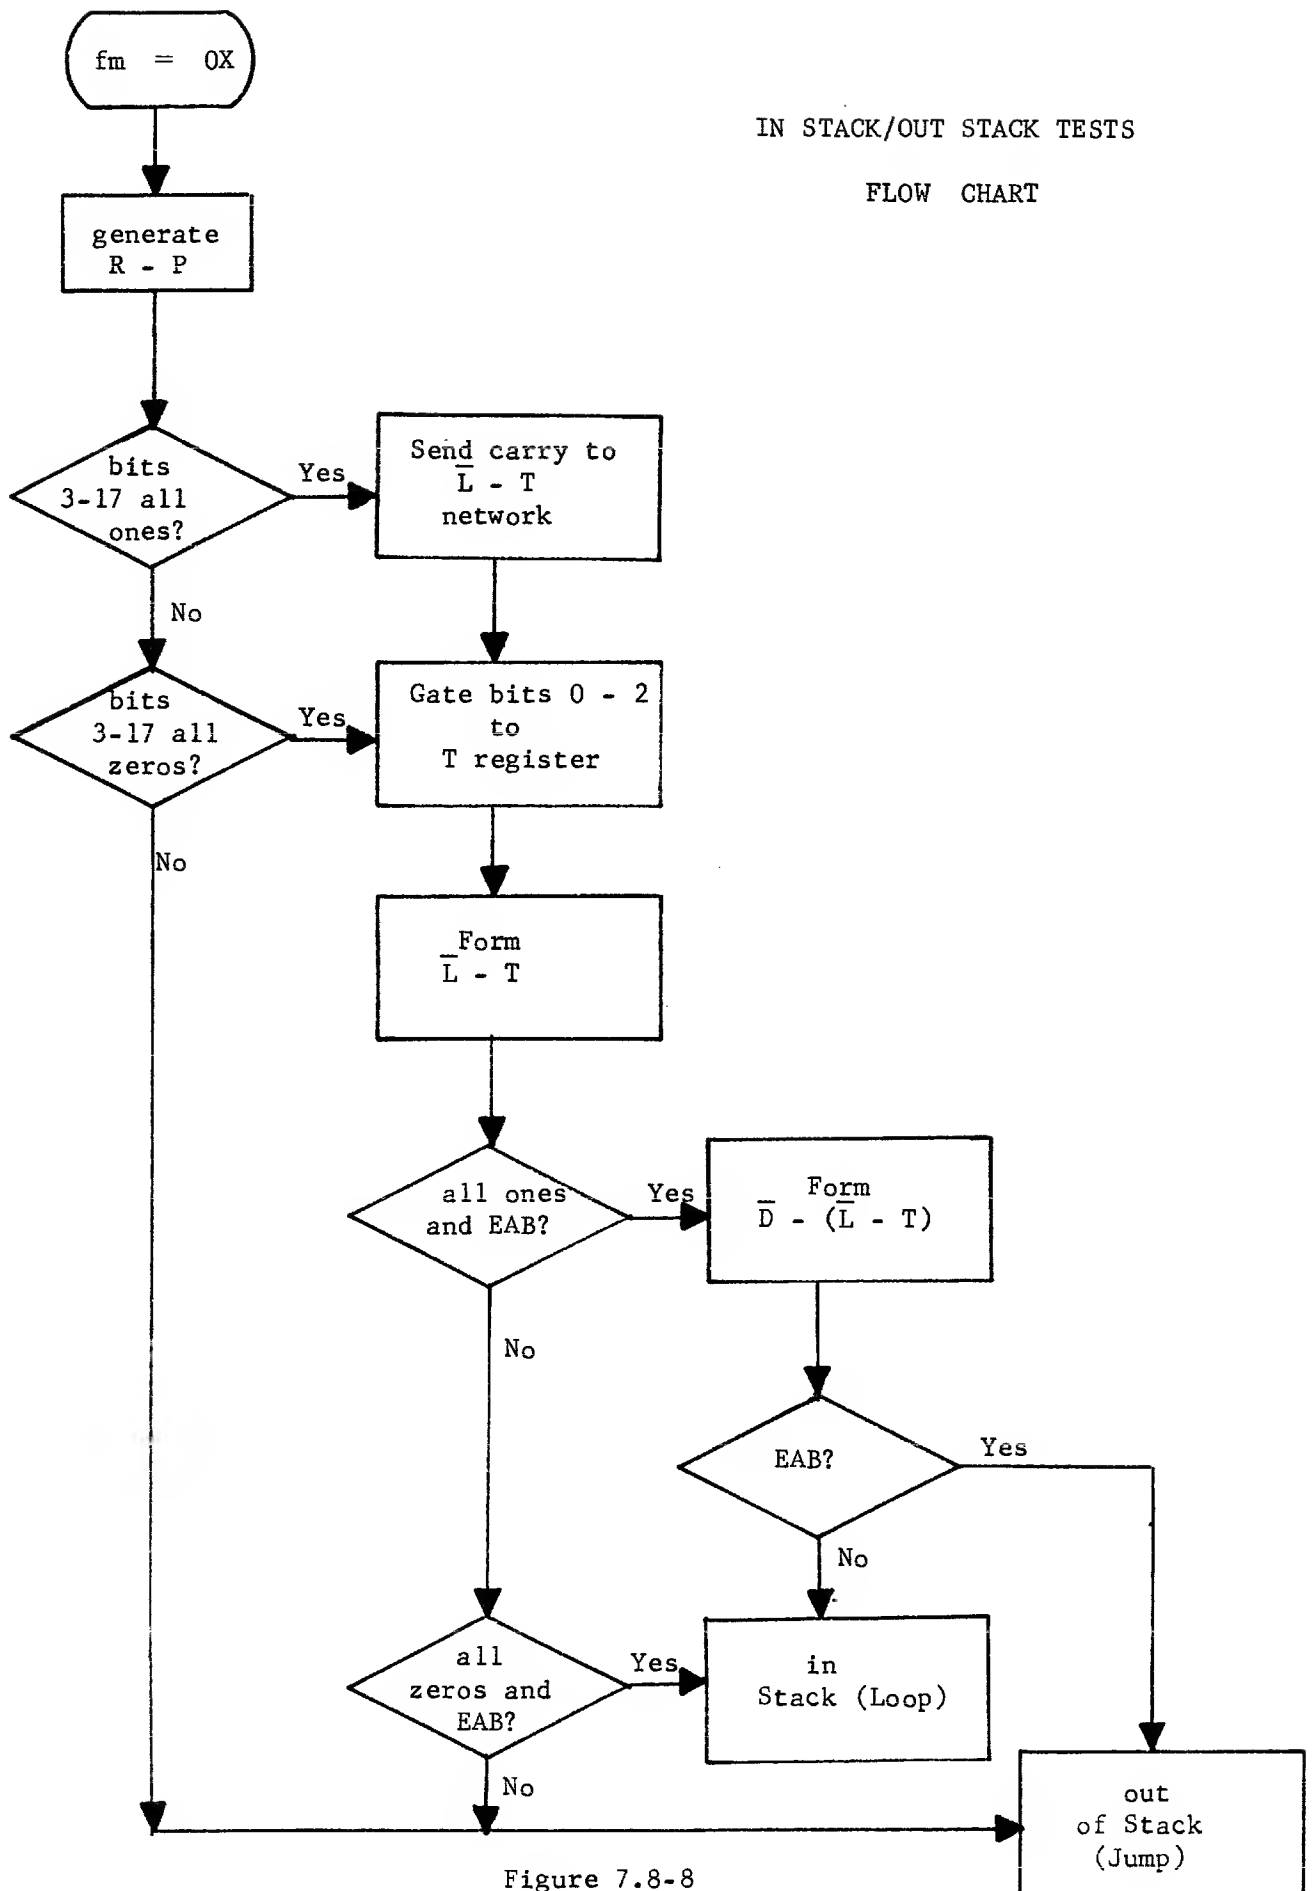 fm = 0X
IN STACK/OUT STACK TESTS
FLOW CHART
generate
R - P
bits
3-17 all
ones?
Yes
Send carry to
L̅ - T
network
No
bits
3-17 all
zeros?
Yes
Gate bits 0 - 2
to
T register
No
Form
L̅ - T
all ones
and EAB?
Yes
Form
D̅ - (L̅ - T)
No
EAB?
Yes
No
all
zeros and
EAB?
Yes
in
Stack (Loop)
No
out
of Stack
(Jump)
Figure 7.8-8